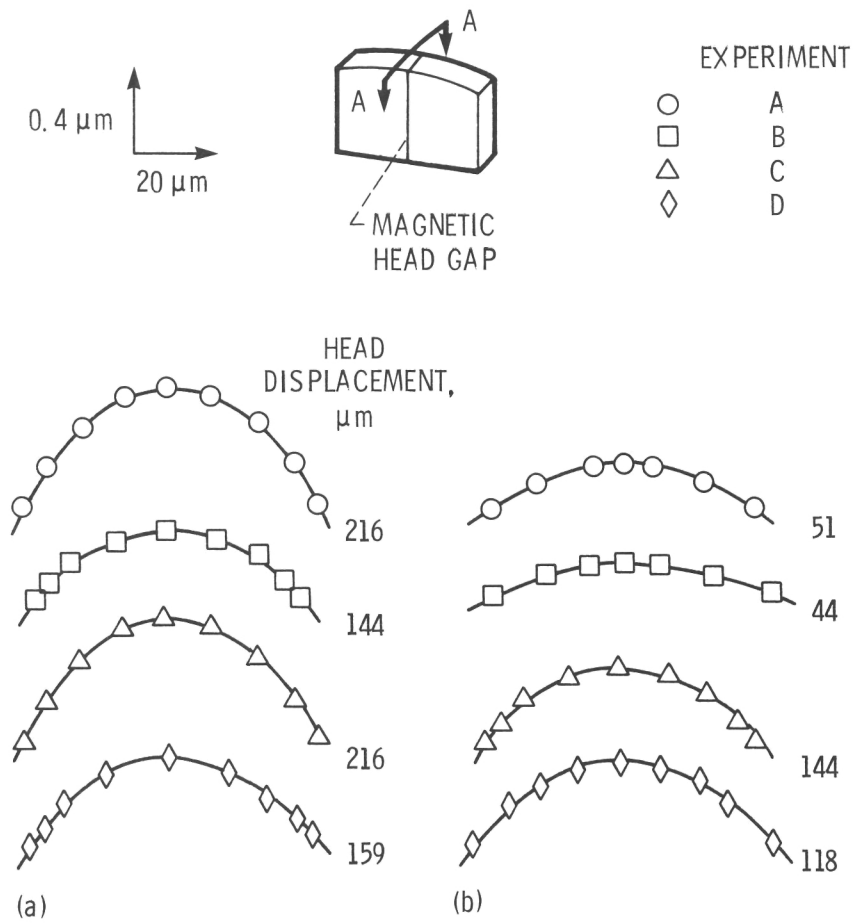 A
A
0.4 μm
20 μm
MAGNETIC
HEAD GAP
EXPERIMENT
A
B
C
D
HEAD
DISPLACEMENT,
μm
216
144
216
159
(a)
51
44
144
118
(b)